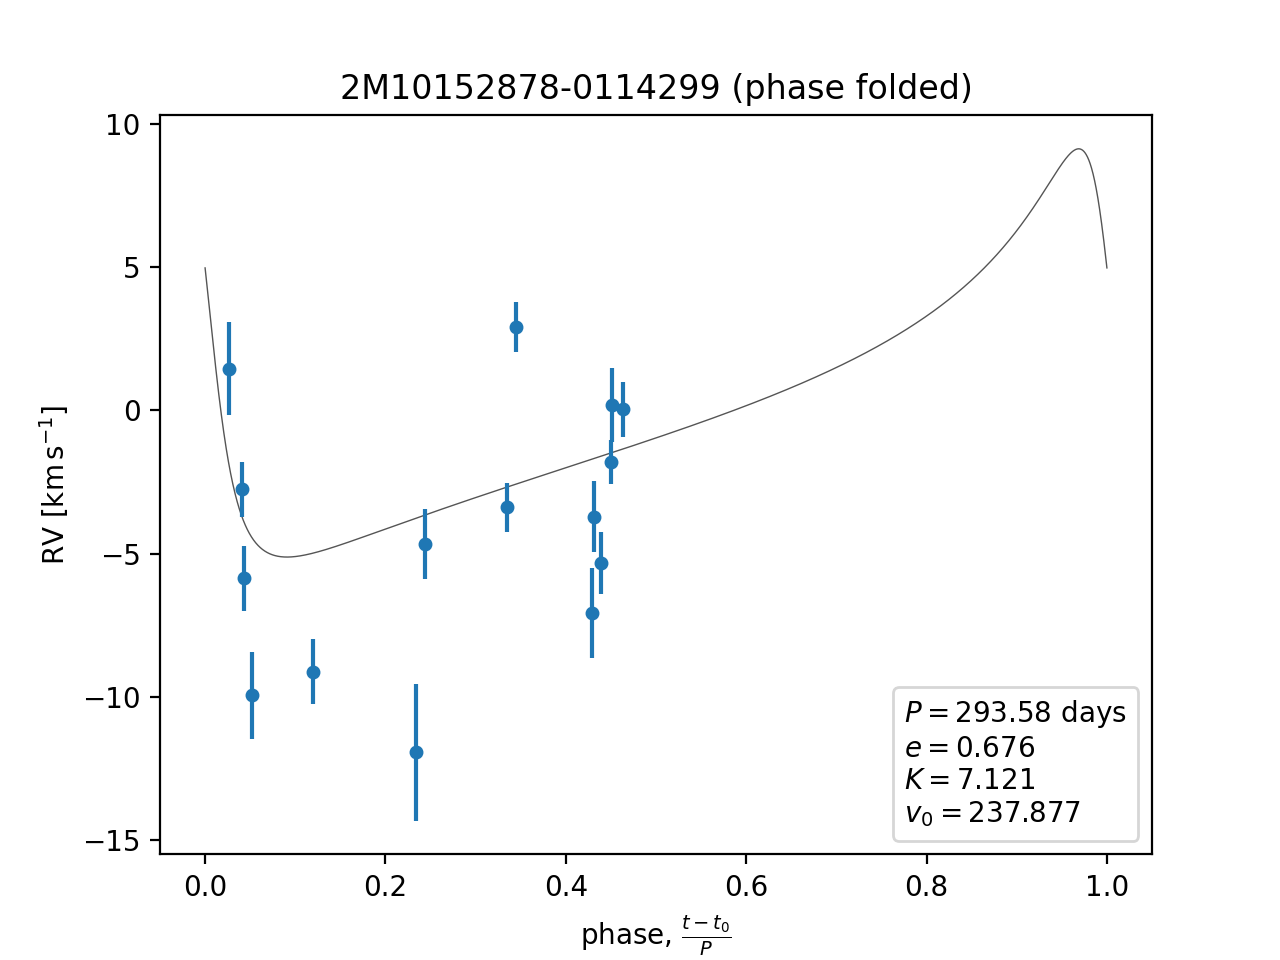 2M10152878-0114299 (phase folded)
10
5
0
−5
−10
−15
RV [km s⁻¹]
P = 293.58 days
e = 0.676
K = 7.121
v₀ = 237.877
0.0 0.2 0.4 0.6 0.8 1.0
phase, (t − t₀)/P